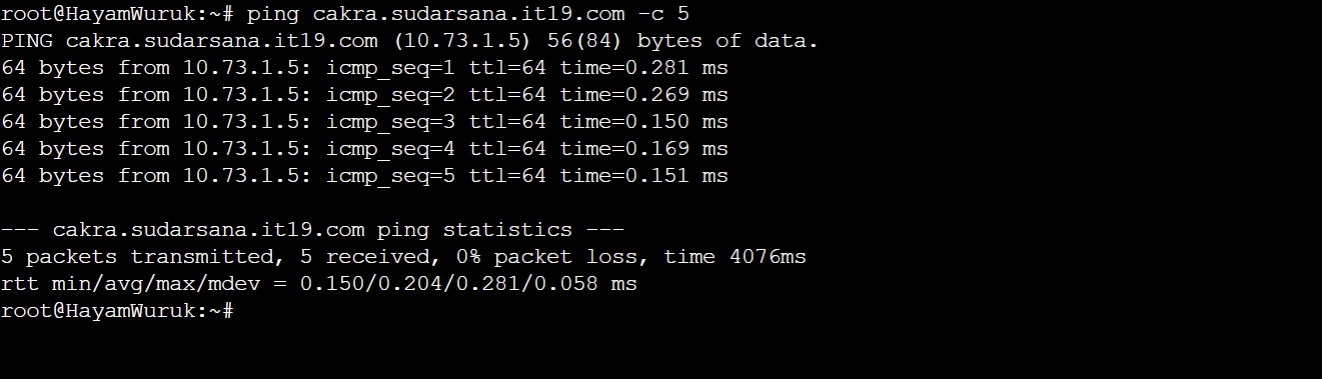 root@HayamWuruk:~# ping cakra.sudarsana.it19.com -c 5
PING cakra.sudarsana.it19.com (10.73.1.5) 56(84) bytes of data.
64 bytes from 10.73.1.5: icmp_seq=1 ttl=64 time=0.281 ms
64 bytes from 10.73.1.5: icmp_seq=2 ttl=64 time=0.269 ms
64 bytes from 10.73.1.5: icmp_seq=3 ttl=64 time=0.150 ms
64 bytes from 10.73.1.5: icmp_seq=4 ttl=64 time=0.169 ms
64 bytes from 10.73.1.5: icmp_seq=5 ttl=64 time=0.151 ms

--- cakra.sudarsana.it19.com ping statistics ---
5 packets transmitted, 5 received, 0% packet loss, time 4076ms
rtt min/avg/max/mdev = 0.150/0.204/0.281/0.058 ms
root@HayamWuruk:~#